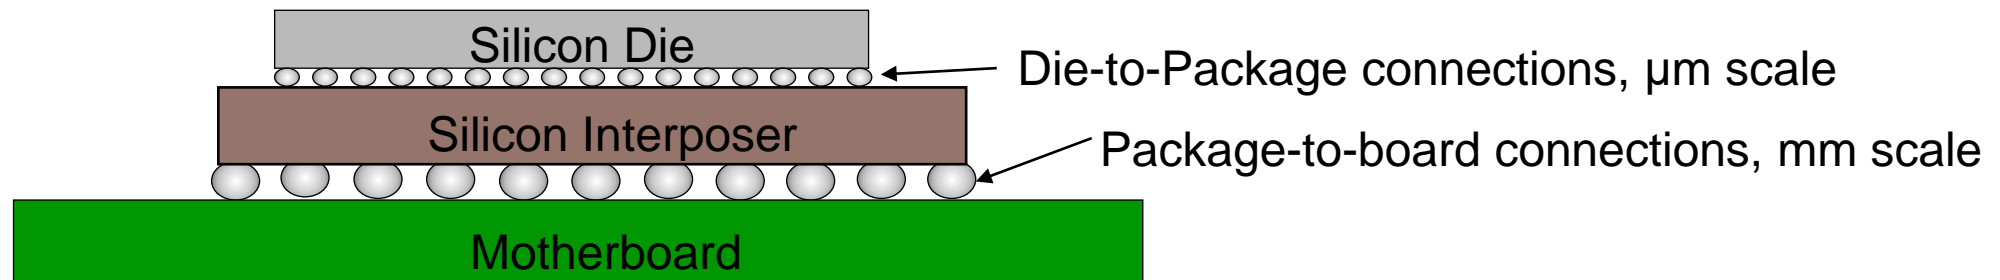 Silicon Die
Die-to-Package connections, µm scale
Silicon Interposer
Package-to-board connections, mm scale
Motherboard